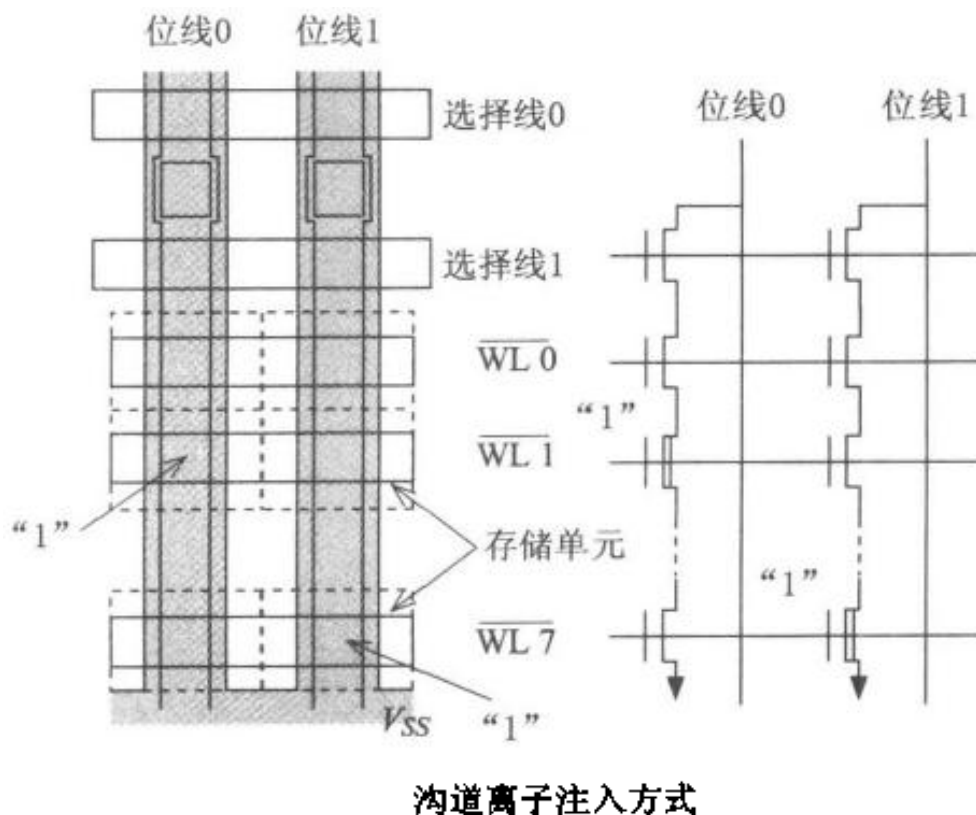 位线0 位线1
选择线0
位线0 位线1
选择线1
WL 0
“1”
WL 1
“1”
存储单元
“1”
WL 7
VSS “1”
沟道离子注入方式